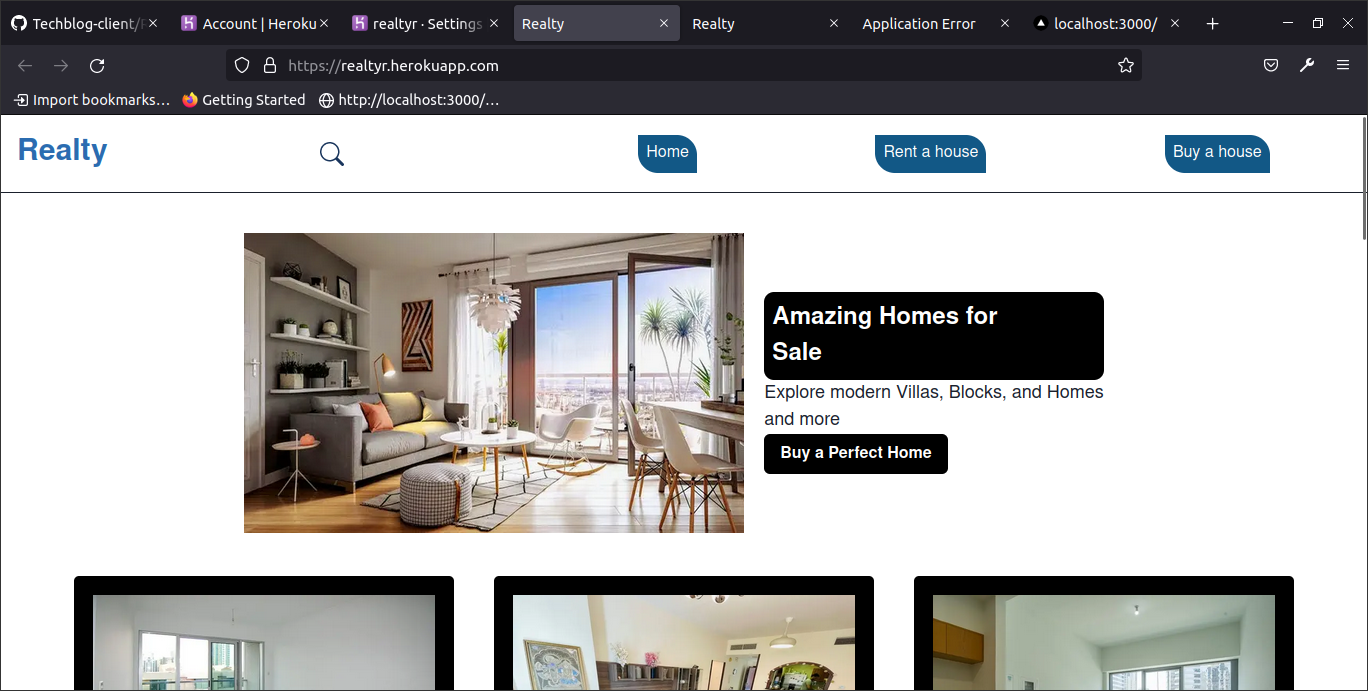 Techblog-client/
Account | Heroku
realtyr · Settings
Realty
Realty
Application Error
localhost:3000/
https://realtyr.herokuapp.com
Import bookmarks…
Getting Started
http://localhost:3000/…
Realty
Home
Rent a house
Buy a house
Amazing Homes for
Sale
Explore modern Villas, Blocks, and Homes
and more
Buy a Perfect Home